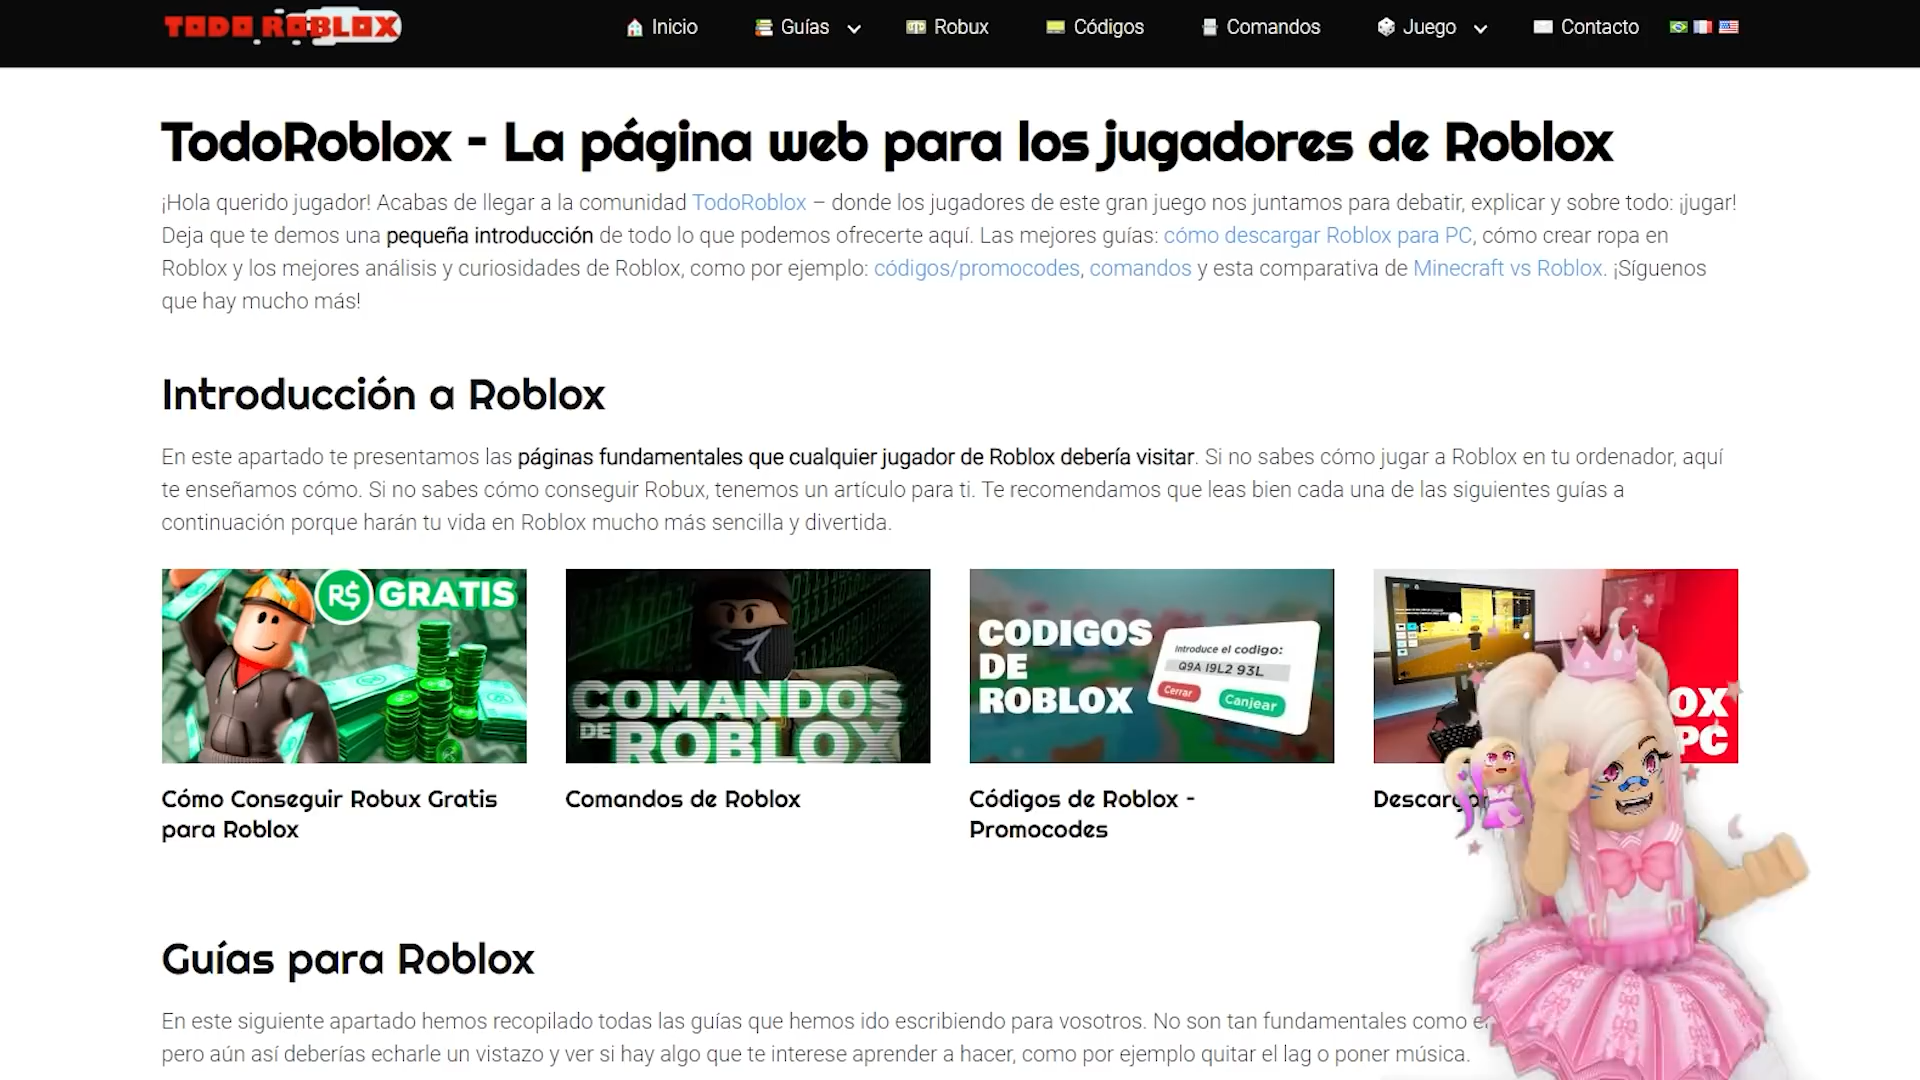 TODO ROBLOX
Inicio Guías Robux Códigos Comandos Juego Contacto
TodoRoblox - La página web para los jugadores de Roblox
¡Hola querido jugador! Acabas de llegar a la comunidad TodoRoblox – donde los jugadores de este gran juego nos juntamos para debatir, explicar y sobre todo: ¡jugar!
Deja que te demos una pequeña introducción de todo lo que podemos ofrecerte aquí. Las mejores guías: cómo descargar Roblox para PC, cómo crear ropa en
Roblox y los mejores análisis y curiosidades de Roblox, como por ejemplo: códigos/promocodes, comandos y esta comparativa de Minecraft vs Roblox. ¡Síguenos
que hay mucho más!
Introducción a Roblox
En este apartado te presentamos las páginas fundamentales que cualquier jugador de Roblox debería visitar. Si no sabes cómo jugar a Roblox en tu ordenador, aquí
te enseñamos cómo. Si no sabes cómo conseguir Robux, tenemos un artículo para ti. Te recomendamos que leas bien cada una de las siguientes guías a
continuación porque harán tu vida en Roblox mucho más sencilla y divertida.
R$ GRATIS
COMANDOS
DE ROBLOX
CODIGOS
DE
ROBLOX
Introduce el codigo:
Q9A I9L2 93L
Cerrar Canjear
OX
PC
Cómo Conseguir Robux Gratis
para Roblox
Comandos de Roblox
Códigos de Roblox -
Promocodes
Descargar
Guías para Roblox
En este siguiente apartado hemos recopilado todas las guías que hemos ido escribiendo para vosotros. No son tan fundamentales como
pero aún así deberías echarle un vistazo y ver si hay algo que te interese aprender a hacer, como por ejemplo quitar el lag o poner música.